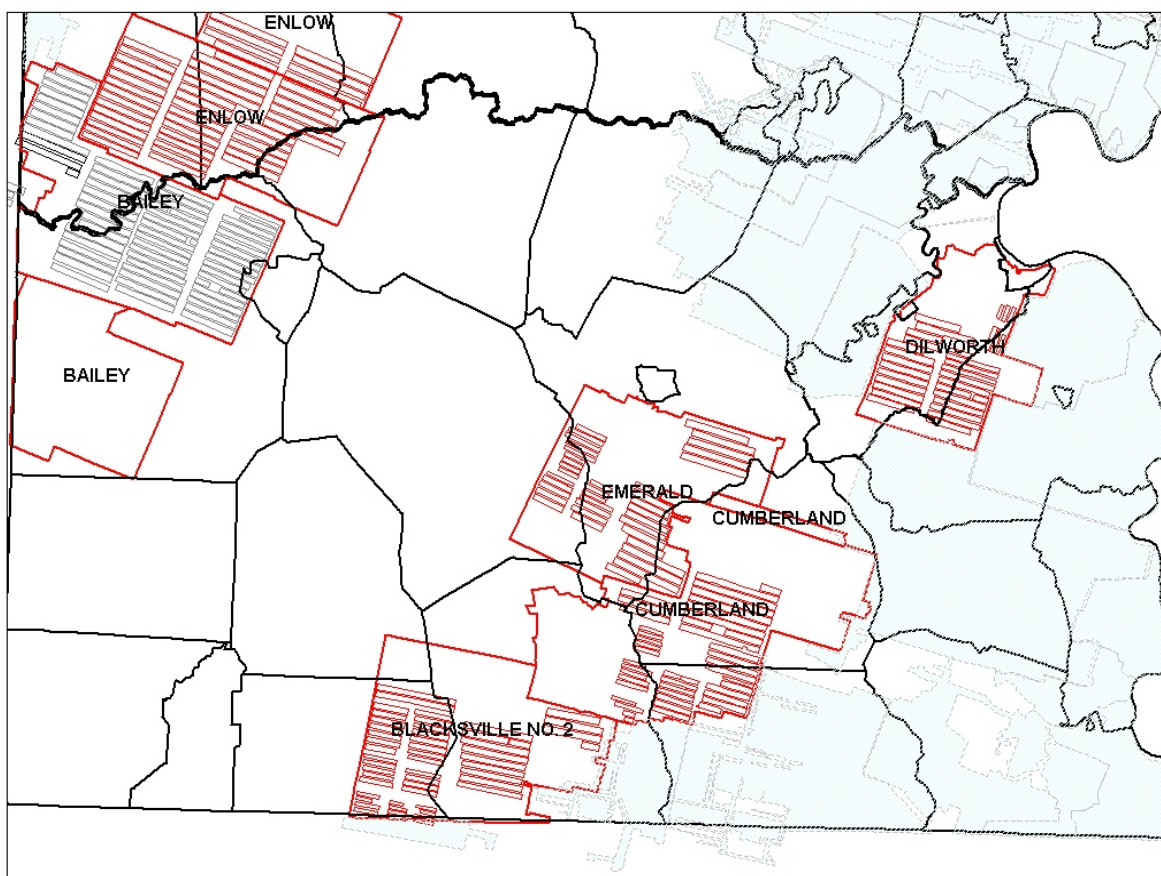 ENLOW
ENLOW
BAILEY
DILWORTH
BAILEY
EMERALD
CUMBERLAND
CUMBERLAND
BLACKSVILLE NO. 2